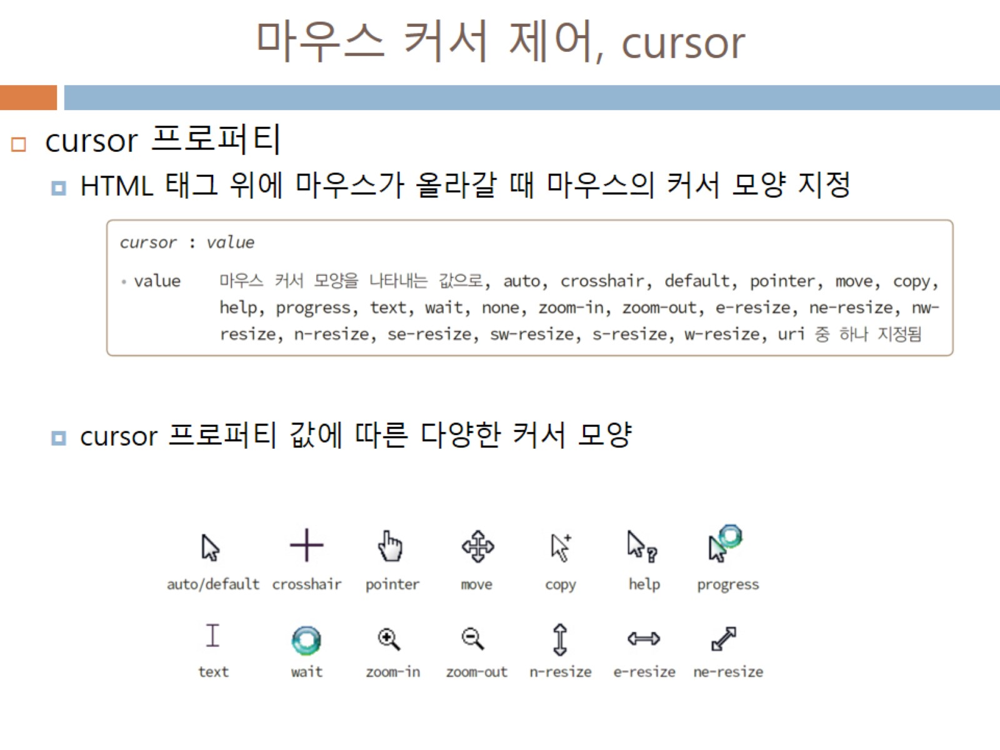 마우스 커서 제어, cursor
cursor 프로퍼티
HTML 태그 위에 마우스가 올라갈 때 마우스의 커서 모양 지정
cursor : value
• value 마우스 커서 모양을 나타내는 값으로, auto, crosshair, default, pointer, move, copy,
help, progress, text, wait, none, zoom-in, zoom-out, e-resize, ne-resize, nw-
resize, n-resize, se-resize, sw-resize, s-resize, w-resize, uri 중 하나 지정됨
cursor 프로퍼티 값에 따른 다양한 커서 모양
auto/default crosshair pointer move copy help progress
text wait zoom-in zoom-out n-resize e-resize ne-resize